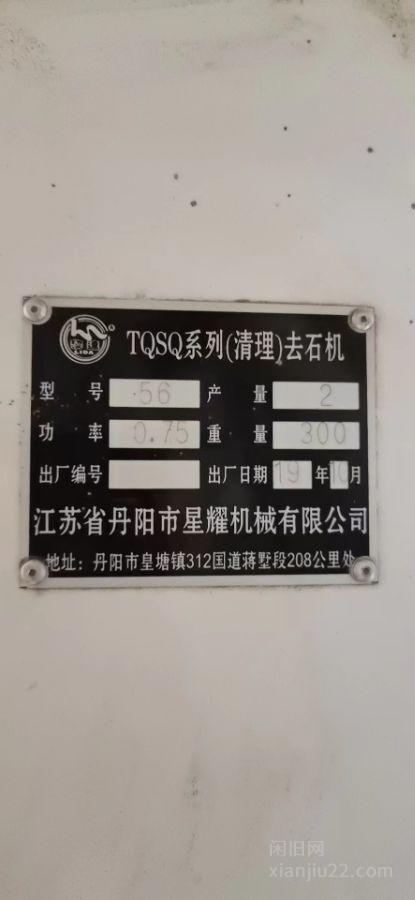 LIDA
TQSQ系列(清理)去石机
型 号 56 产 量 2
功 率 0.75 重 量 300
出厂编号 出厂日期 19 年 10 月
江苏省丹阳市星耀机械有限公司
地址：丹阳市皇塘镇312国道蒋墅段208公里处
闲旧网
xianjiu22.com